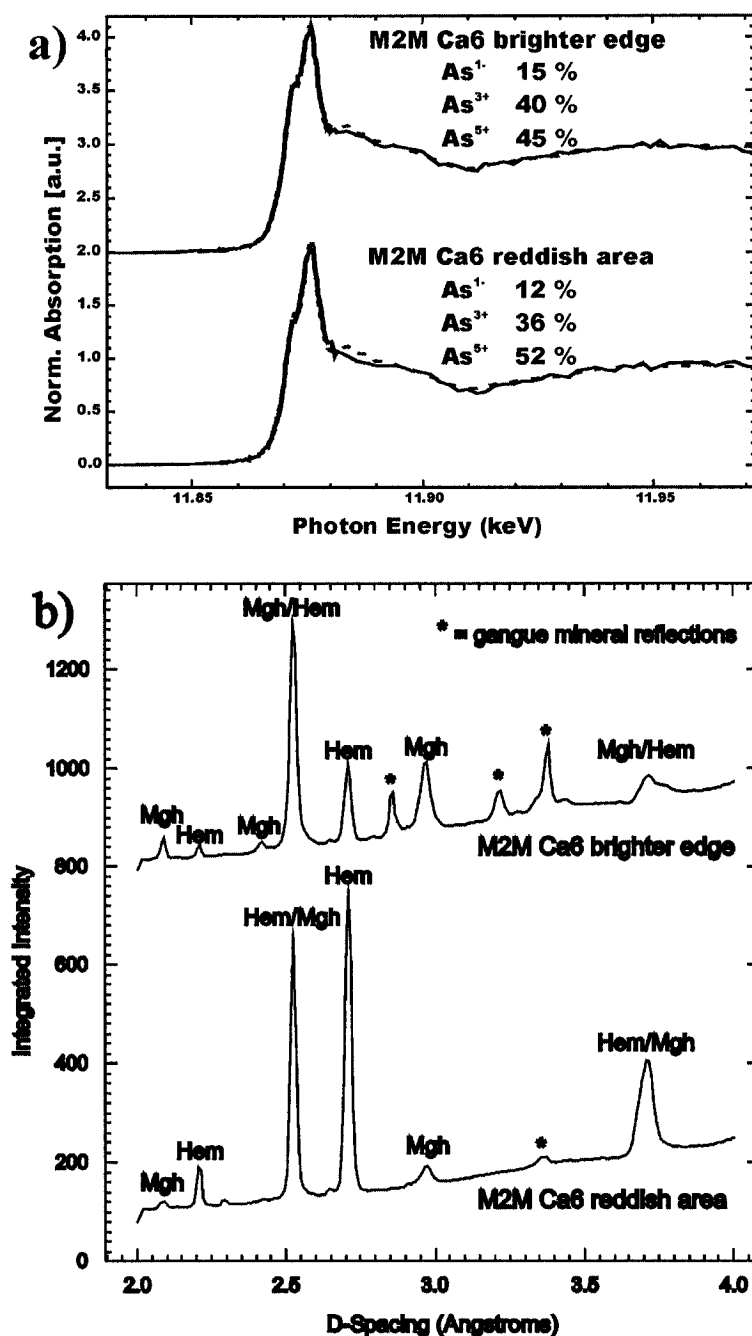 a)
M2M Ca6 brighter edge
As1- 15 %
As3+ 40 %
As5+ 45 %
M2M Ca6 reddish area
As1- 12 %
As3+ 36 %
As5+ 52 %
Norm. Absorption [a.u.]
4.0
3.5
3.0
2.5
2.0
1.5
1.0
0.5
0.0
11.85 11.90 11.95
Photon Energy (keV)
b)
Mgh/Hem
* = gangue mineral reflections
Hem
*
Mgh
*
*
Mgh/Hem
Mgh
Hem
Mgh
M2M Ca6 brighter edge
Hem
Hem/Mgh
Hem/Mgh
Hem
Mgh
*
Mgh
M2M Ca6 reddish area
Integrated Intensity
1200
1000
800
600
400
200
0
2.0 2.5 3.0 3.5 4.0
D-Spacing (Angstroms)